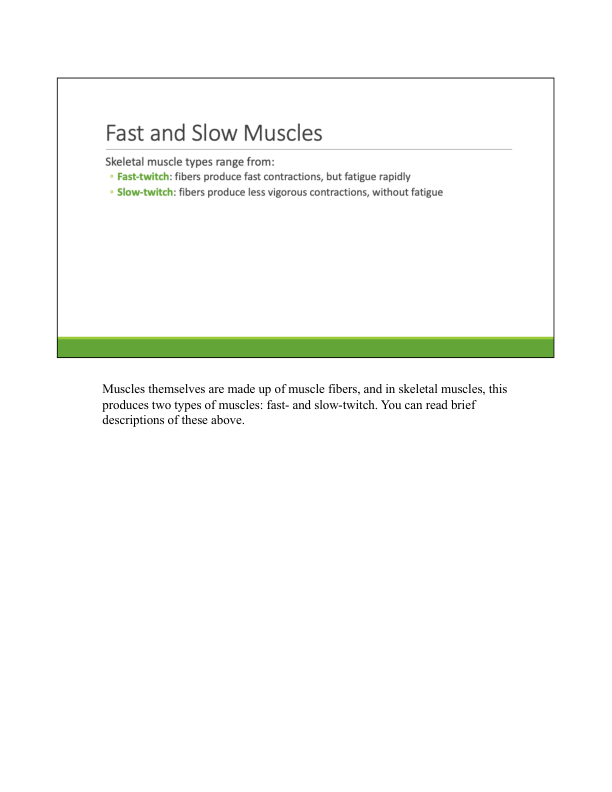 Fast and Slow Muscles
Skeletal muscle types range from:
▫ Fast-twitch: fibers produce fast contractions, but fatigue rapidly
▫ Slow-twitch: fibers produce less vigorous contractions, without fatigue
Muscles themselves are made up of muscle fibers, and in skeletal muscles, this
produces two types of muscles: fast- and slow-twitch. You can read brief
descriptions of these above.